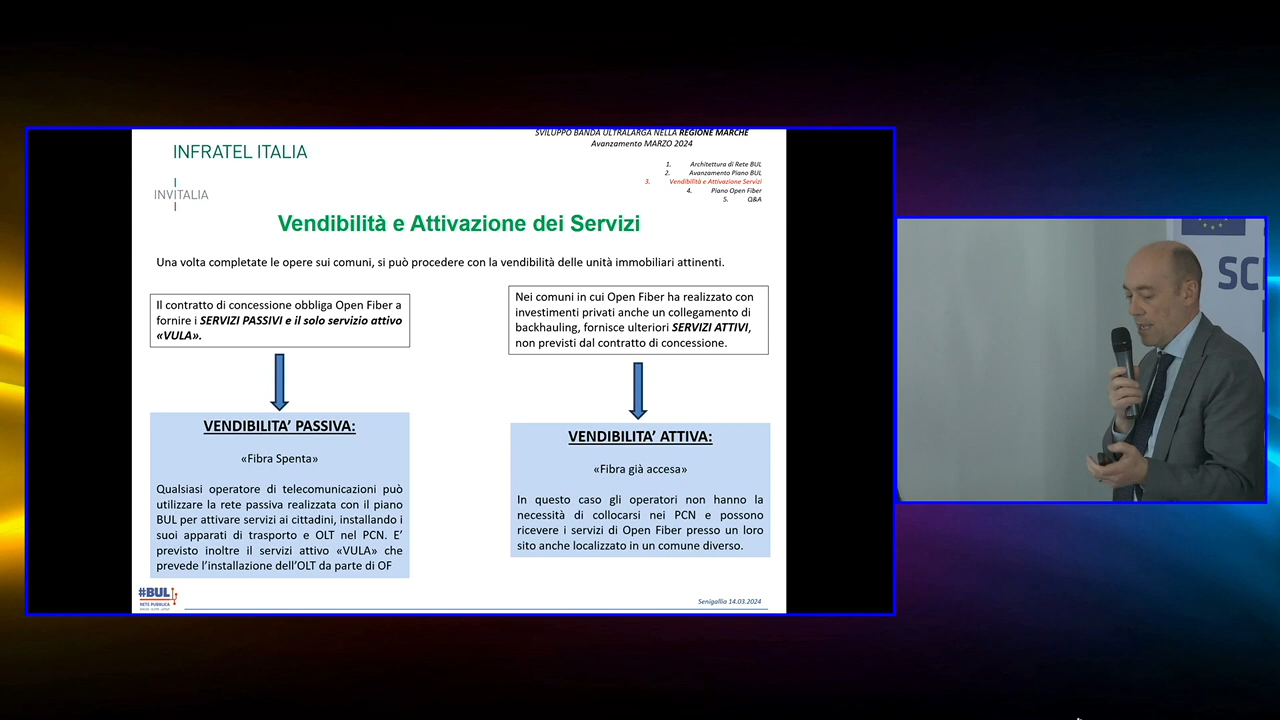 SVILUPPO BANDA ULTRALARGA NELLA REGIONE MARCHE
Avanzamento MARZO 2024
INFRATEL ITALIA
INVITALIA
1. Architettura di Rete BUL
2. Avanzamento Piano BUL
3. Vendibilità e Attivazione Servizi
4. Piano Open Fiber
5. Q&A
Vendibilità e Attivazione dei Servizi
Una volta completate le opere sui comuni, si può procedere con la vendibilità delle unità immobiliari attinenti.
Il contratto di concessione obbliga Open Fiber a
fornire i SERVIZI PASSIVI e il solo servizio attivo
«VULA».
VENDIBILITA' PASSIVA:
«Fibra Spenta»
Qualsiasi operatore di telecomunicazioni può
utilizzare la rete passiva realizzata con il piano
BUL per attivare servizi ai cittadini, installando i
suoi apparati di trasporto e OLT nel PCN. E'
previsto inoltre il servizi attivo «VULA» che
prevede l'installazione dell'OLT da parte di OF
Nei comuni in cui Open Fiber ha realizzato con
investimenti privati anche un collegamento di
backhauling, fornisce ulteriori SERVIZI ATTIVI,
non previsti dal contratto di concessione.
VENDIBILITA' ATTIVA:
«Fibra già accesa»
In questo caso gli operatori non hanno la
necessità di collocarsi nei PCN e possono
ricevere i servizi di Open Fiber presso un loro
sito anche localizzato in un comune diverso.
#BUL
RETE PUBBLICA
Senigallia 14.03.2024